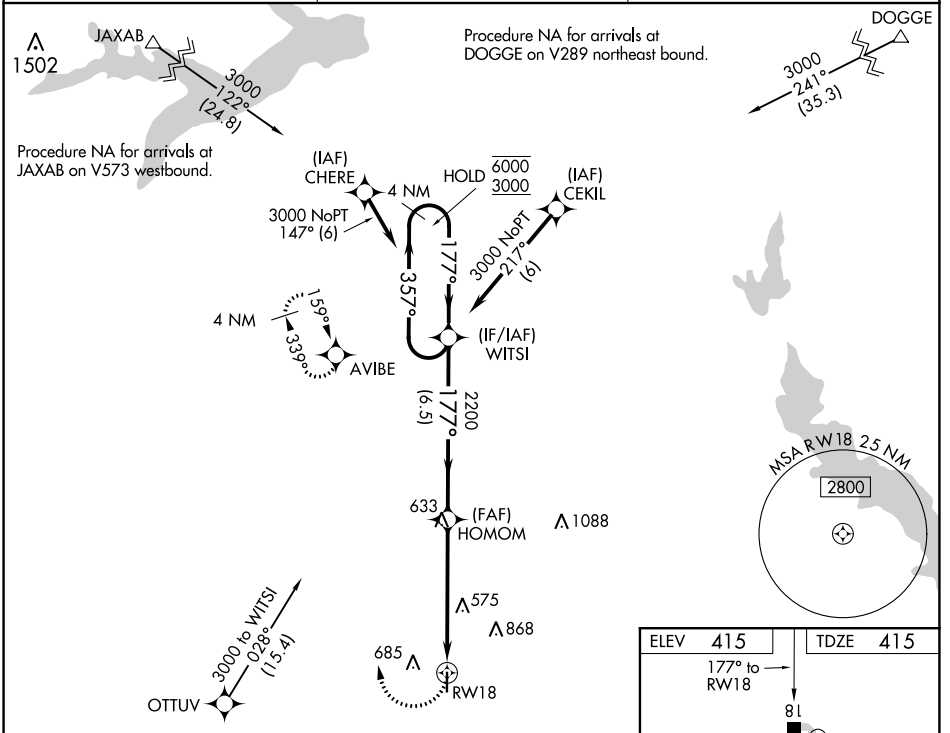 JAXAB
1502
3000
122°
(24.8)
Procedure NA for arrivals at
DOGGE on V289 northeast bound.
DOGGE
3000
241°
(35.3)
Procedure NA for arrivals at
JAXAB on V573 westbound.
(IAF)
CHERE
4 NM
HOLD
6000
3000
(IAF)
CEKIL
3000 NoPT
147° (6)
3000 NoPT
217°
(6)
177°
357°
4 NM
159°
339°
AVIBE
(IF/IAF)
WITSI
2200
177°
(6.5)
MSA RW18 25 NM
2800
633
(FAF)
HOMOM
1088
575
868
3000 to WITSI
028°
(15.4)
OTTUV
685
RW18
ELEV 415
TDZE 415
177° to
RW18
18